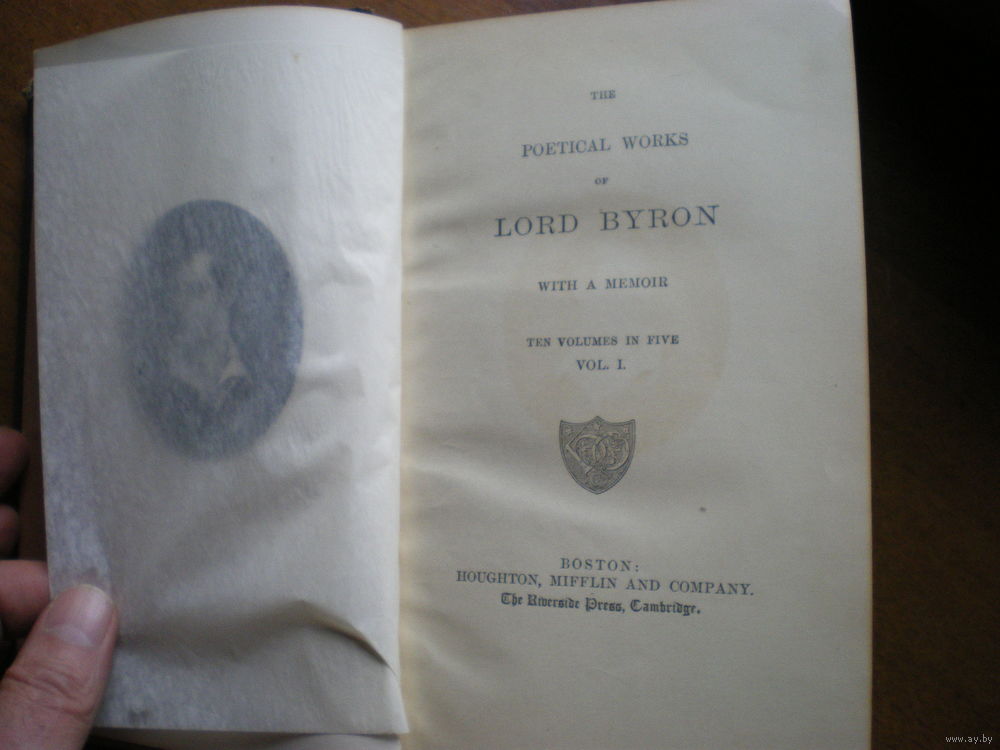 THE
POETICAL WORKS
OF
LORD BYRON
WITH A MEMOIR
TEN VOLUMES IN FIVE
VOL. I.
BOSTON:
HOUGHTON, MIFFLIN AND COMPANY.
The Riverside Press, Cambridge.
www.ay.by